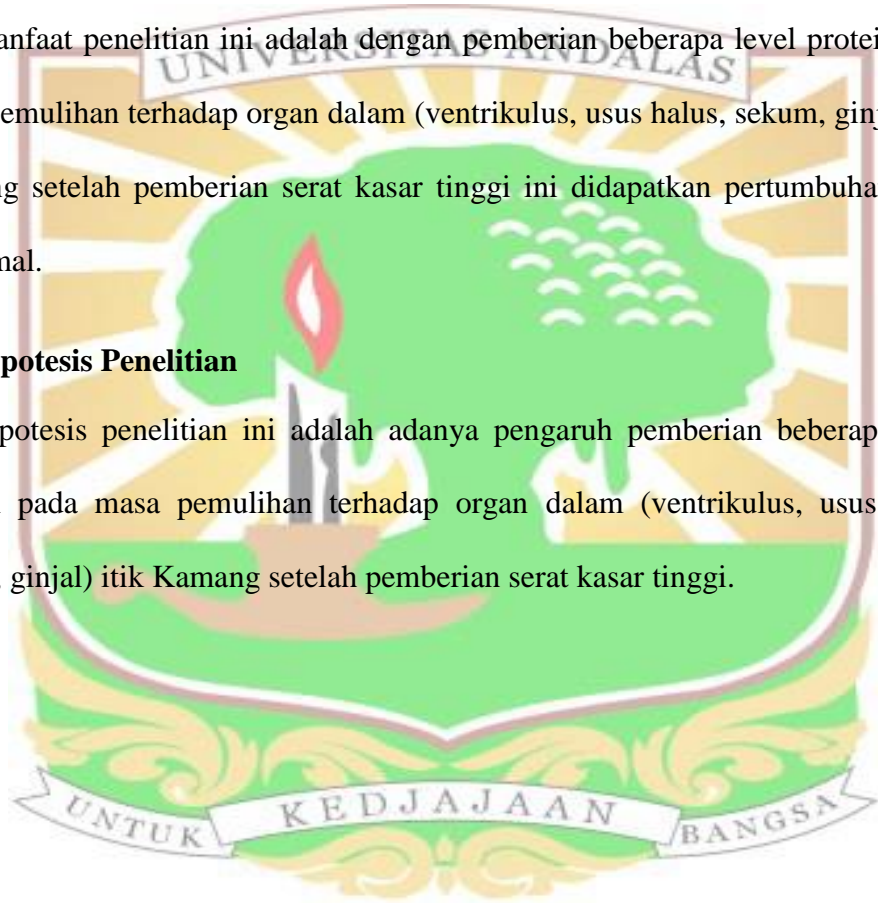 anfaat penelitian ini adalah dengan pemberian beberapa level protei
UNIVERSITAS ANDALAS
emulihan terhadap organ dalam (ventrikulus, usus halus, sekum, ginj
ng setelah pemberian serat kasar tinggi ini didapatkan pertumbuha
mal.
potesis Penelitian
potesis penelitian ini adalah adanya pengaruh pemberian beberap
pada masa pemulihan terhadap organ dalam (ventrikulus, usus
ginjal) itik Kamang setelah pemberian serat kasar tinggi.
UNTUK KEDJAJAAN BANGSA